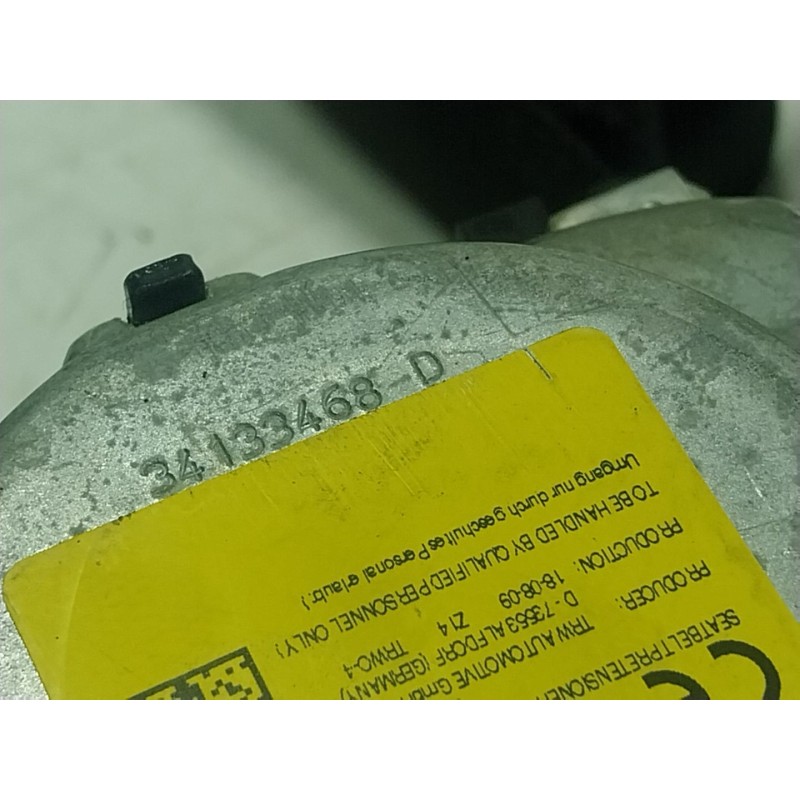 34133468-D
CE
SEATBELT PRETENSIONER
PRODUCER: TRW AUTOMOTIVE GmbH
D-73553 ALFDORF (GERMANY)
PRODUCTION: 18-08-09 Z14 TRWO-4
TO BE HANDLED BY QUALIFIED PERSONNEL ONLY)
Umgang nur durch geschultes Personal erlaubt!